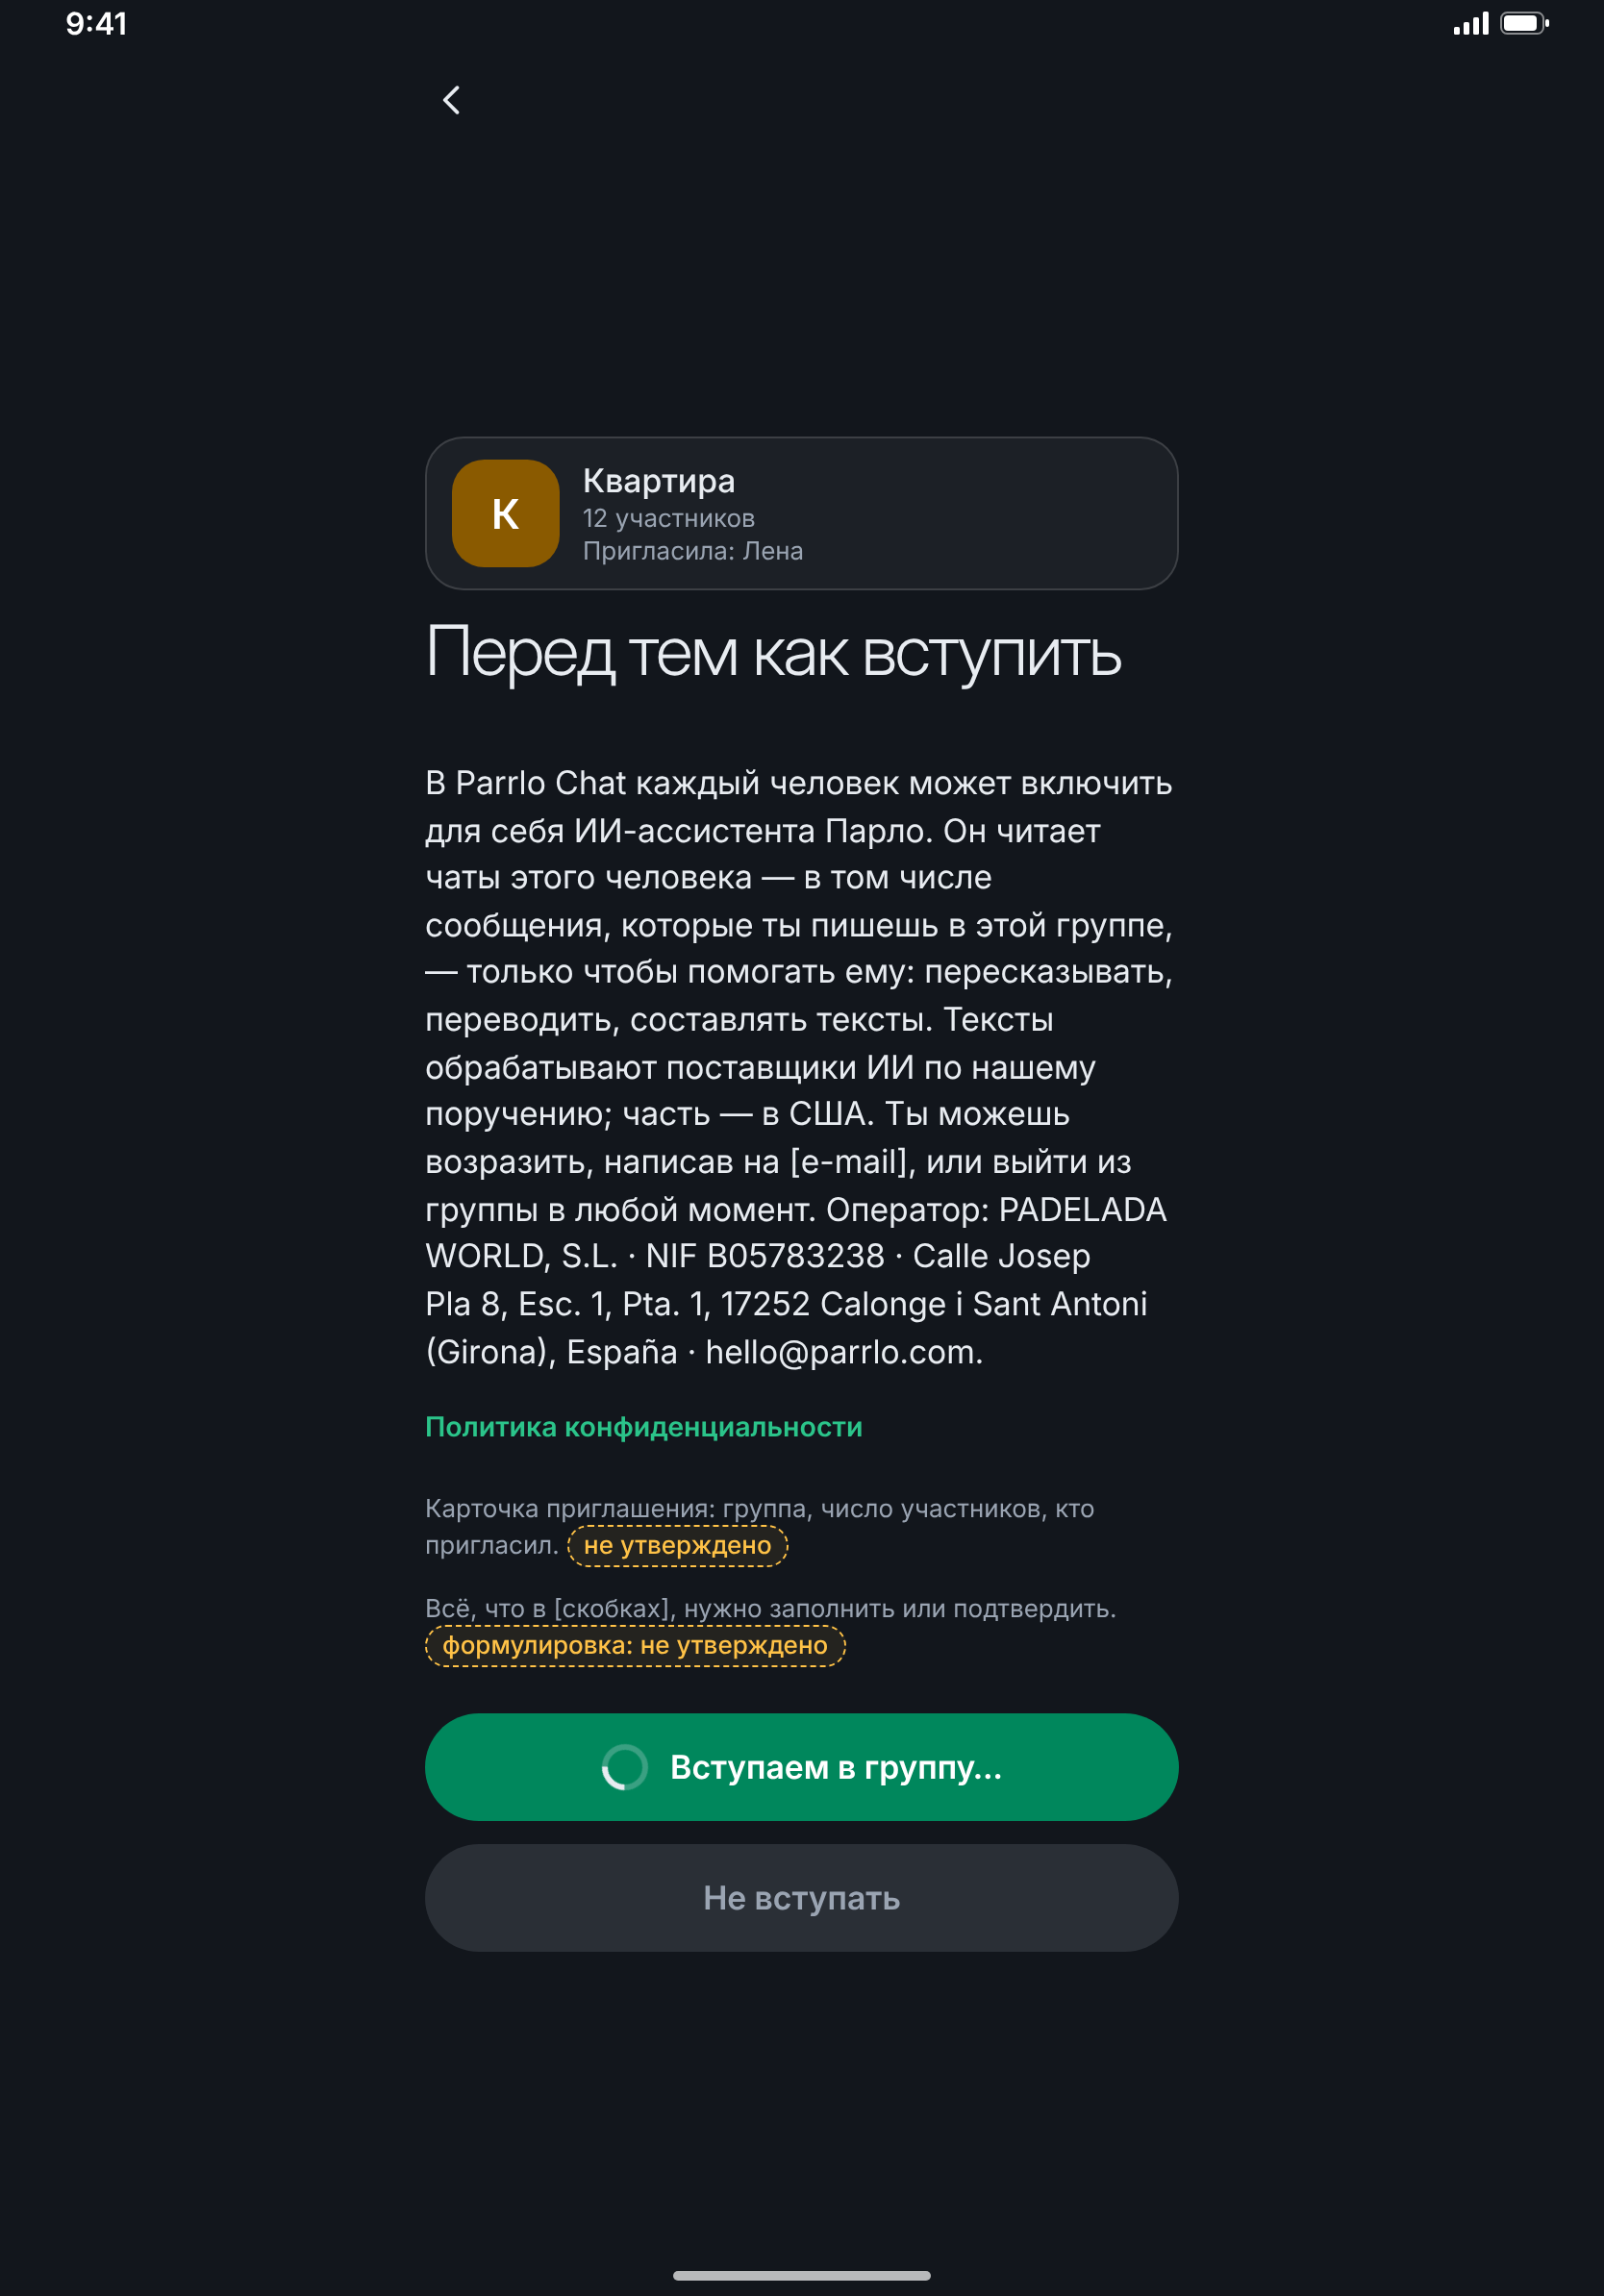 9:41
К
Квартира
12 участников
Пригласила: Лена
Перед тем как вступить
В Parrlo Chat каждый человек может включить
для себя ИИ-ассистента Парло. Он читает
чаты этого человека — в том числе
сообщения, которые ты пишешь в этой группе,
— только чтобы помогать ему: пересказывать,
переводить, составлять тексты. Тексты
обрабатывают поставщики ИИ по нашему
поручению; часть — в США. Ты можешь
возразить, написав на [e-mail], или выйти из
группы в любой момент. Оператор: PADELADA
WORLD, S.L. · NIF B05783238 · Calle Josep
Pla 8, Esc. 1, Pta. 1, 17252 Calonge i Sant Antoni
(Girona), España · hello@parrlo.com.
Политика конфиденциальности
Карточка приглашения: группа, число участников, кто
пригласил. не утверждено
Всё, что в [скобках], нужно заполнить или подтвердить.
формулировка: не утверждено
Вступаем в группу...
Не вступать